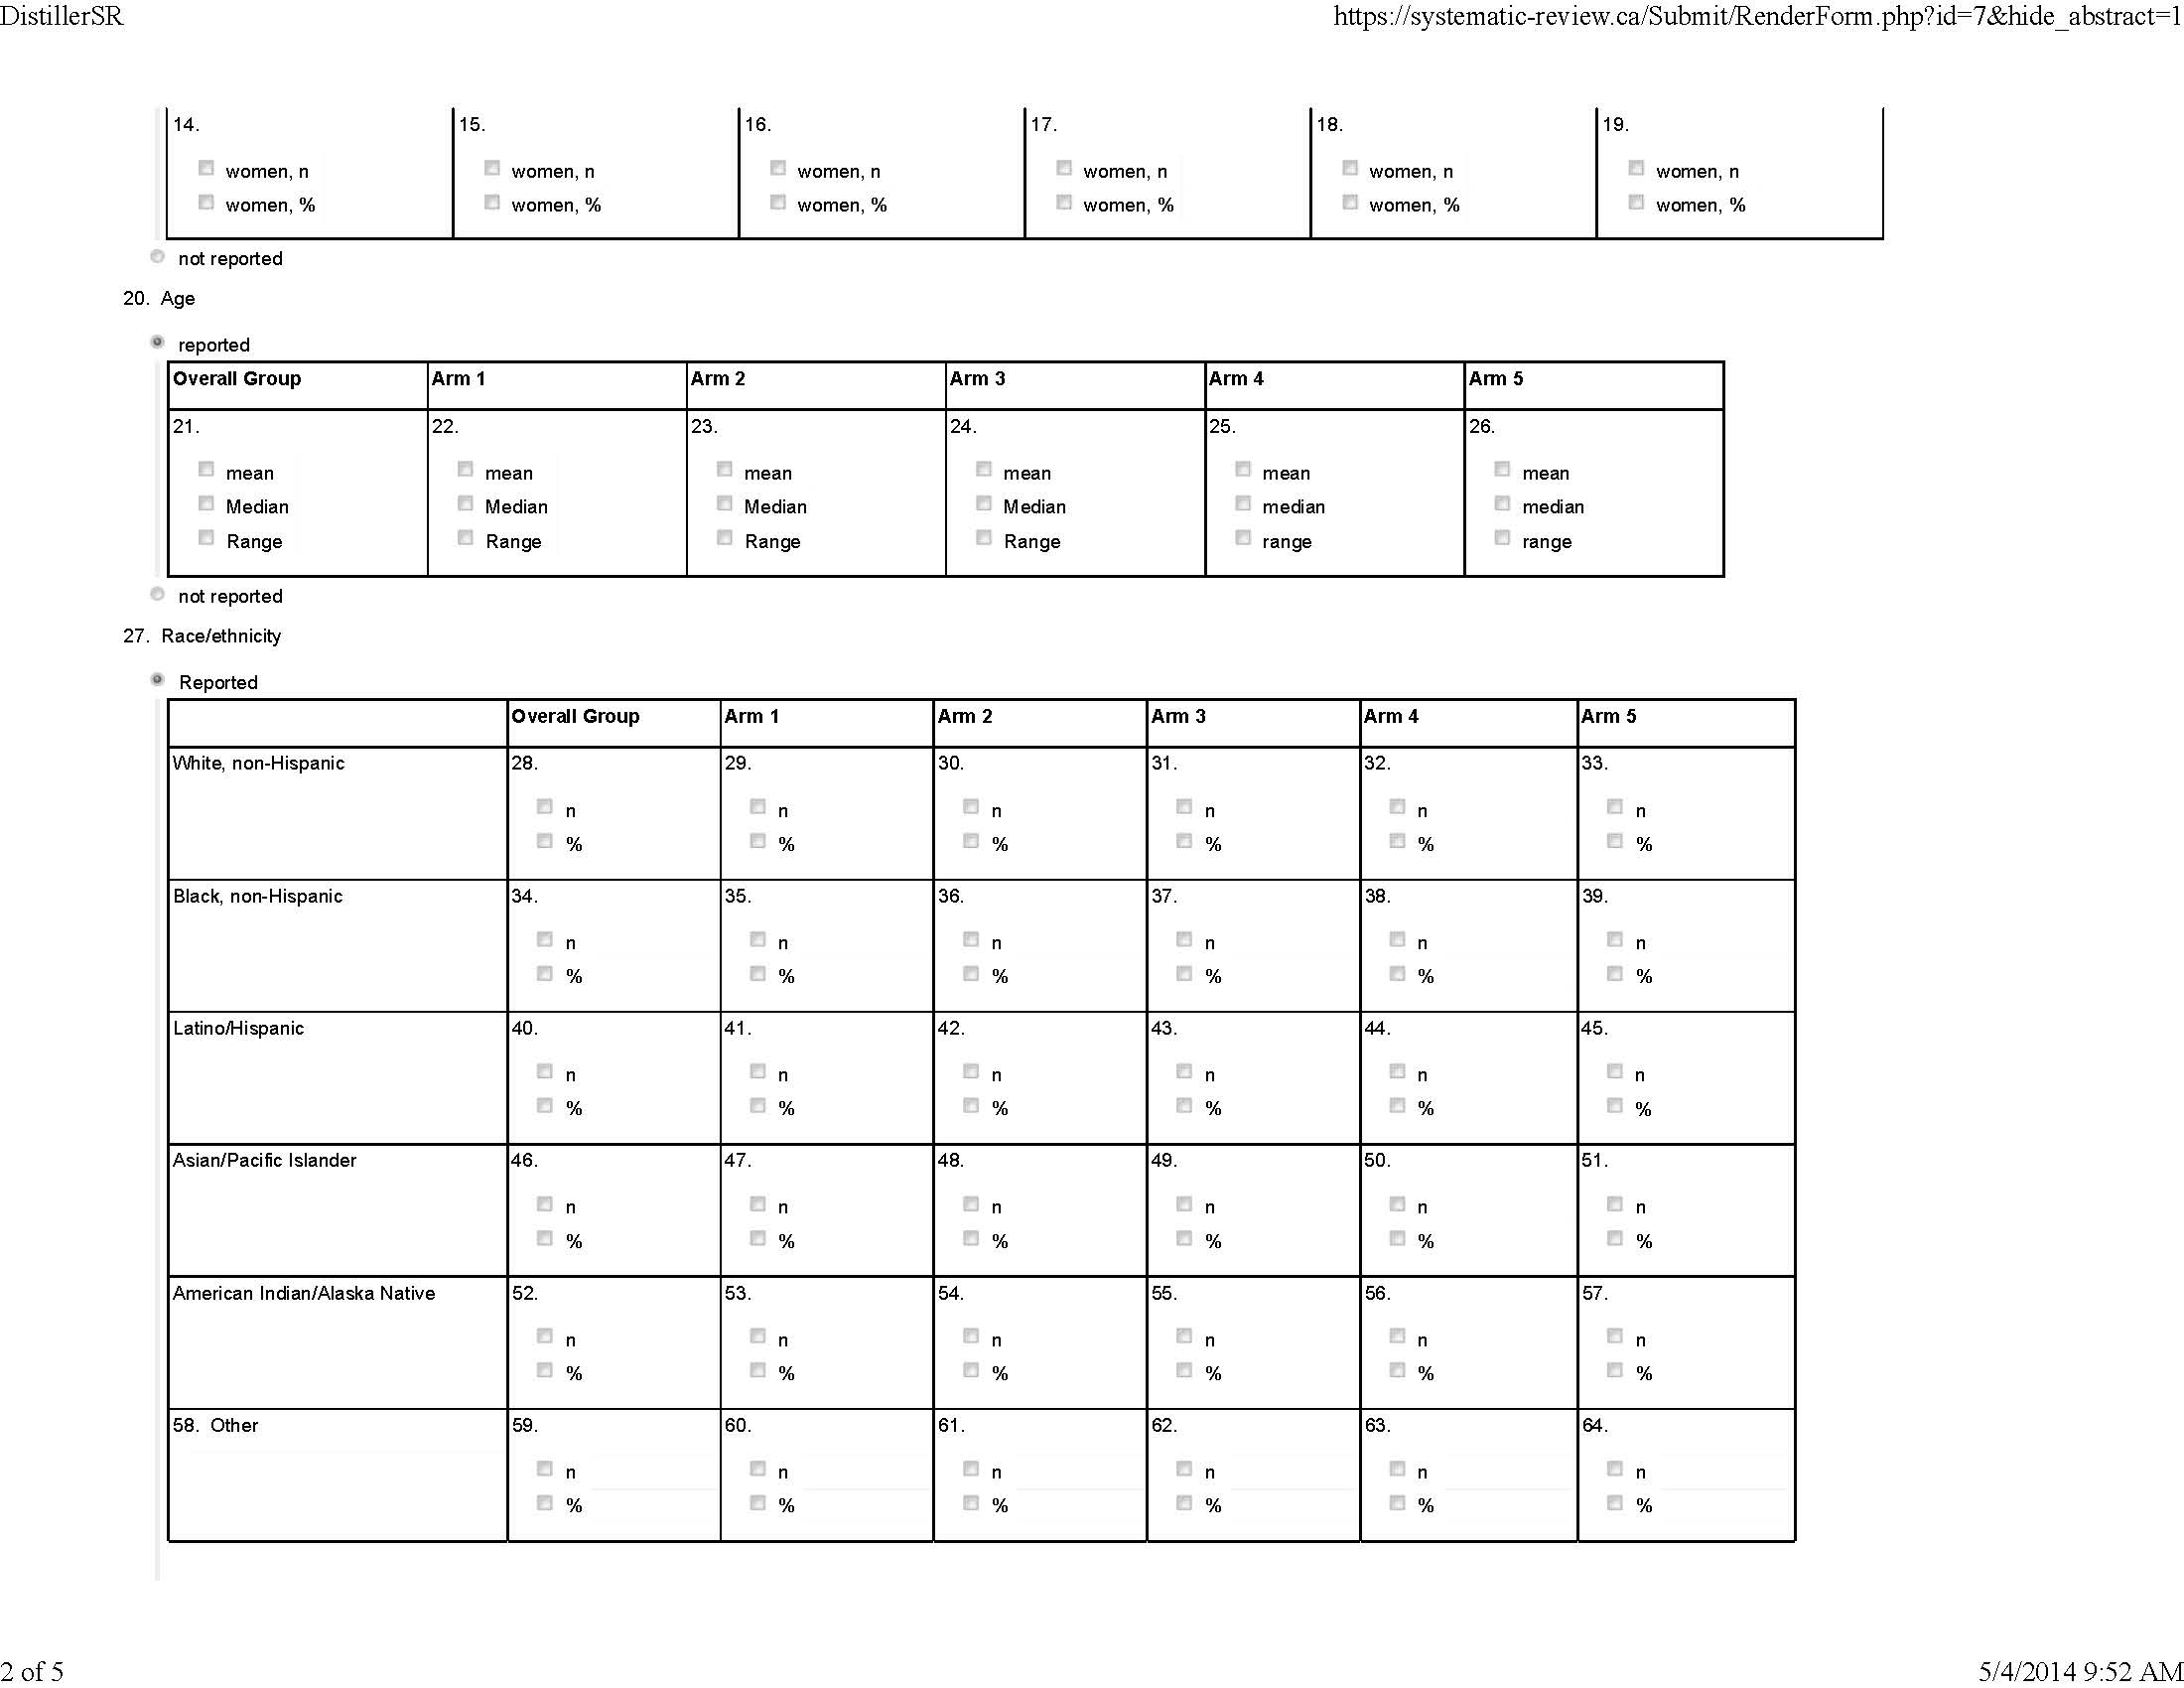 DistillerSR https://systematic-review.ca/Submit/RenderForm.php?id=7&hide_abstract=1
14. 15. 16. 17. 18. 19.
women, n women, n women, n women, n women, n women, n
women, % women, % women, % women, % women, % women, %
not reported
20. Age
reported
Overall Group Arm 1 Arm 2 Arm 3 Arm 4 Arm 5
21. 22. 23. 24. 25. 26.
mean mean mean mean mean mean
Median Median Median Median median median
Range Range Range Range range range
not reported
27. Race/ethnicity
Reported
Overall Group Arm 1 Arm 2 Arm 3 Arm 4 Arm 5
White, non-Hispanic 28. 29. 30. 31. 32. 33.
n n n n n n
% % % % % %
Black, non-Hispanic 34. 35. 36. 37. 38. 39.
n n n n n n
% % % % % %
Latino/Hispanic 40. 41. 42. 43. 44. 45.
n n n n n n
% % % % % %
Asian/Pacific Islander 46. 47. 48. 49. 50. 51.
n n n n n n
% % % % % %
American Indian/Alaska Native 52. 53. 54. 55. 56. 57.
n n n n n n
% % % % % %
58. Other 59. 60. 61. 62. 63. 64.
n n n n n n
% % % % % %
2 of 5 5/4/2014 9:52 AM